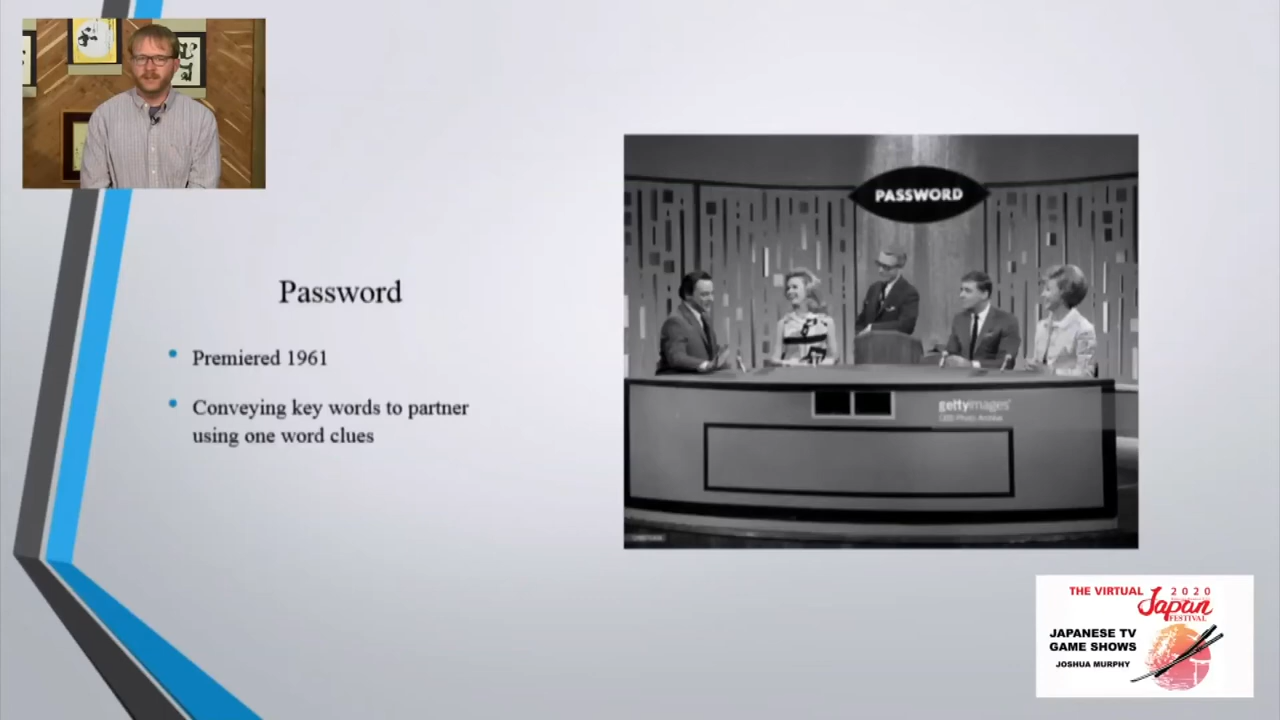 PASSWORD
Password
Premiered 1961
Conveying key words to partner
using one word clues
gettyimages®
THE VIRTUAL
2020
Japan
FESTIVAL
JAPANESE TV
GAME SHOWS
JOSHUA MURPHY